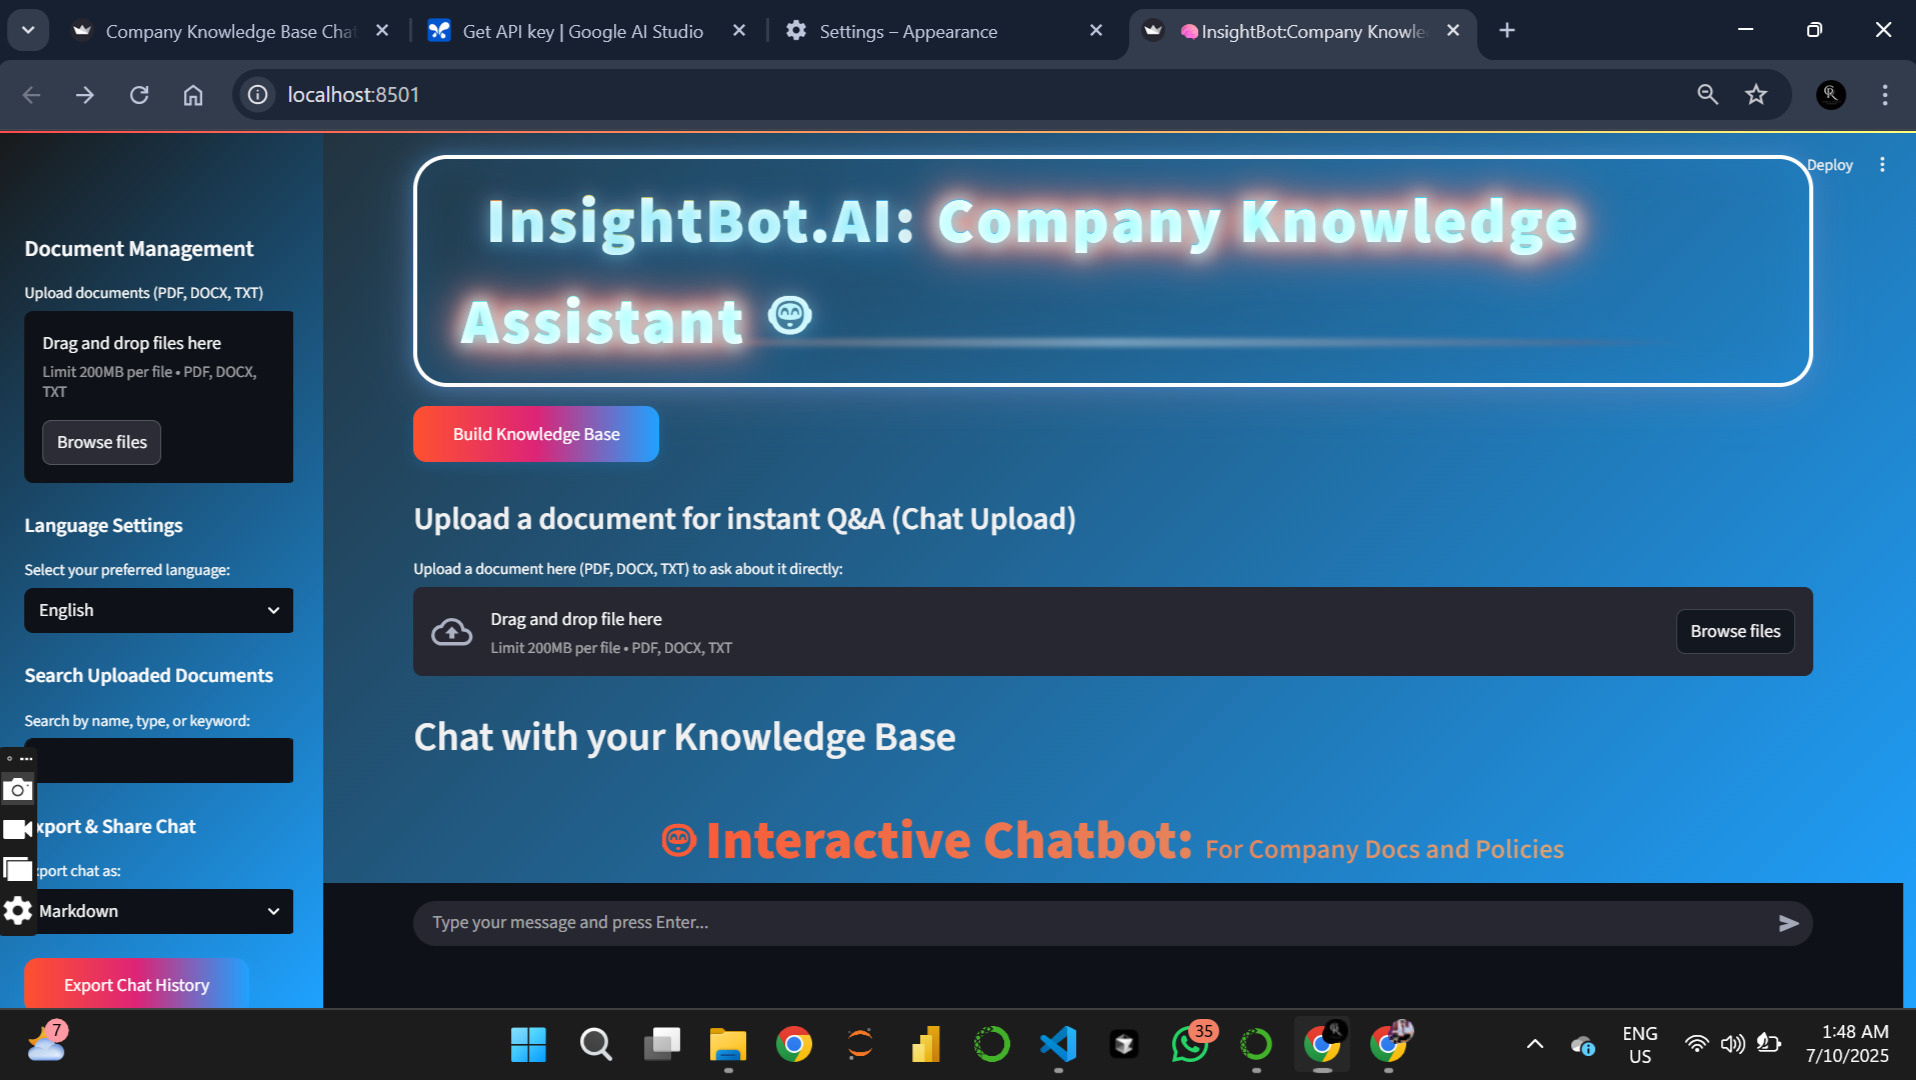 Company Knowledge Base Chat
Get API key | Google AI Studio
Settings – Appearance
InsightBot:Company Knowle
localhost:8501
Deploy
InsightBot.AI: Company Knowledge
Assistant
Build Knowledge Base
Upload a document for instant Q&A (Chat Upload)
Upload a document here (PDF, DOCX, TXT) to ask about it directly:
Drag and drop file here
Limit 200MB per file • PDF, DOCX, TXT
Browse files
Chat with your Knowledge Base
Interactive Chatbot: For Company Docs and Policies
Type your message and press Enter...
Document Management
Upload documents (PDF, DOCX, TXT)
Drag and drop files here
Limit 200MB per file • PDF, DOCX,
TXT
Browse files
Language Settings
Select your preferred language:
English
Search Uploaded Documents
Search by name, type, or keyword:
xport & Share Chat
xport chat as:
Markdown
Export Chat History
7
35
ENG
US
1:48 AM
7/10/2025